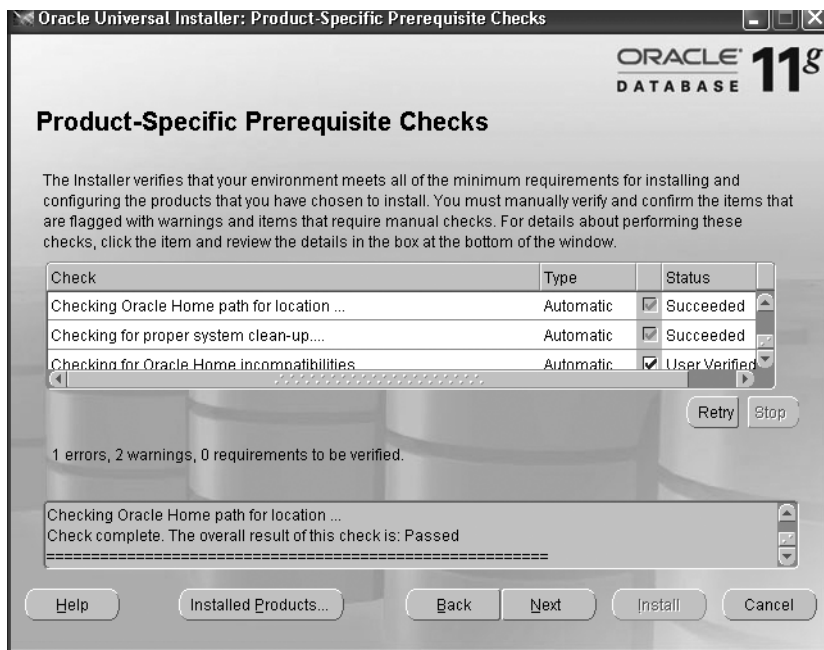 Oracle Universal Installer: Product-Specific Prerequisite Checks
ORACLE
DATABASE 11g
Product-Specific Prerequisite Checks
The Installer verifies that your environment meets all of the minimum requirements for installing and
configuring the products that you have chosen to install. You must manually verify and confirm the items that
are flagged with warnings and items that require manual checks. For details about performing these
checks, click the item and review the details in the box at the bottom of the window.
Check Type Status
Checking Oracle Home path for location ... Automatic Succeeded
Checking for proper system clean-up.... Automatic Succeeded
Checking for Oracle Home incompatibilities Automatic User Verified
Retry Stop
1 errors, 2 warnings, 0 requirements to be verified.
Checking Oracle Home path for location ...
Check complete. The overall result of this check is: Passed
========================================================
Help Installed Products... Back Next Install Cancel